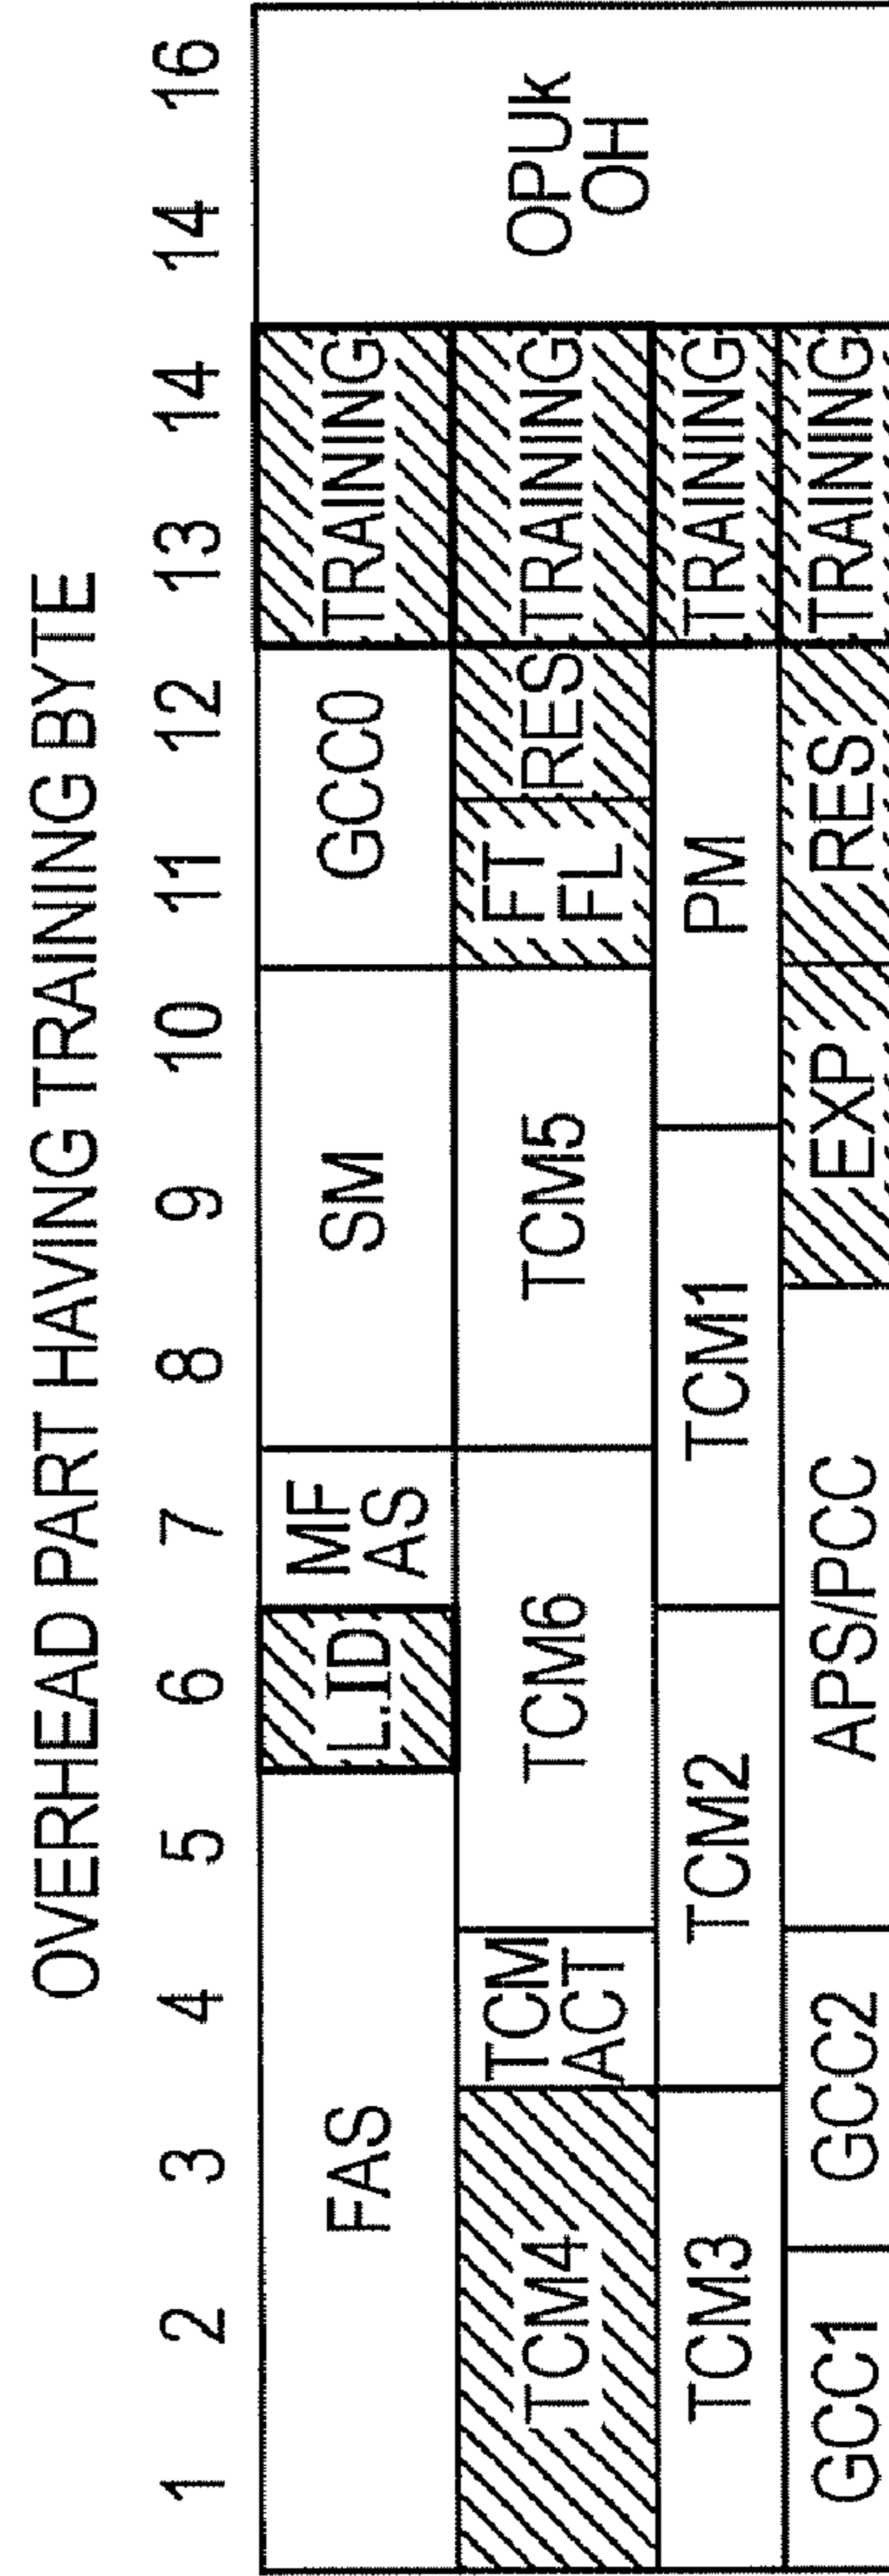 OVERHEAD PART HAVING TRAINING BYTE
1 2 3 4 5 6 7 8 9 10 11 12 13 14 14 16
FAS L.ID MF AS SM GCC0 TRAINING OPUk OH
TCM4 TCM ACT TCM6 TCM5 FT FL RES TRAINING
TCM3 TCM2 TCM1 PM TRAINING
GCC1 GCC2 APS/PCC EXP RES TRAINING